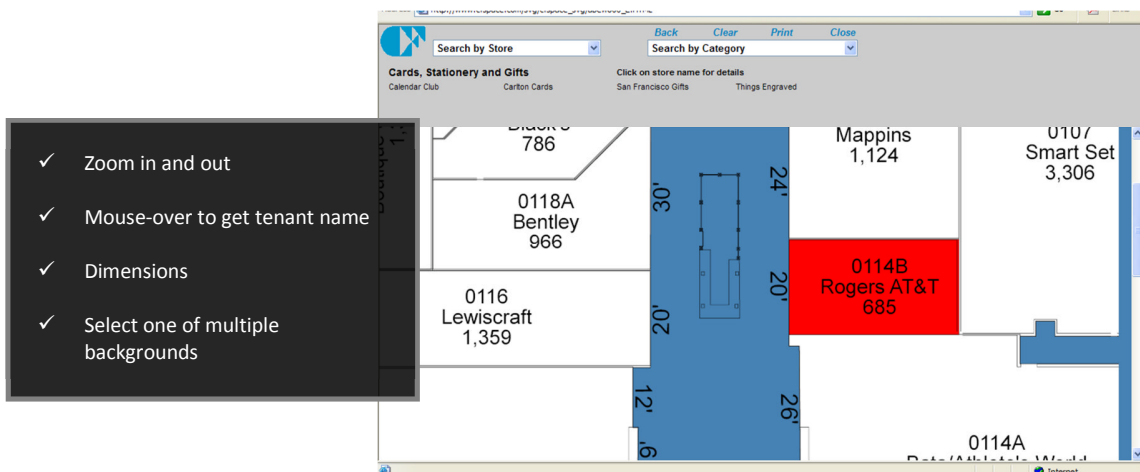 Back Clear Print Close
Search by Store Search by Category
Cards, Stationery and Gifts Click on store name for details
Calendar Club Carlton Cards San Francisco Gifts Things Engraved
✓ Zoom in and out
✓ Mouse-over to get tenant name
✓ Dimensions
✓ Select one of multiple
backgrounds
786
0118A
Bentley
966
0116
Lewiscraft
1,359
30'
20'
12'
6'
24'
20'
26'
Mappins
1,124
0107
Smart Set
3,306
0114B
Rogers AT&T
685
0114A
Internet